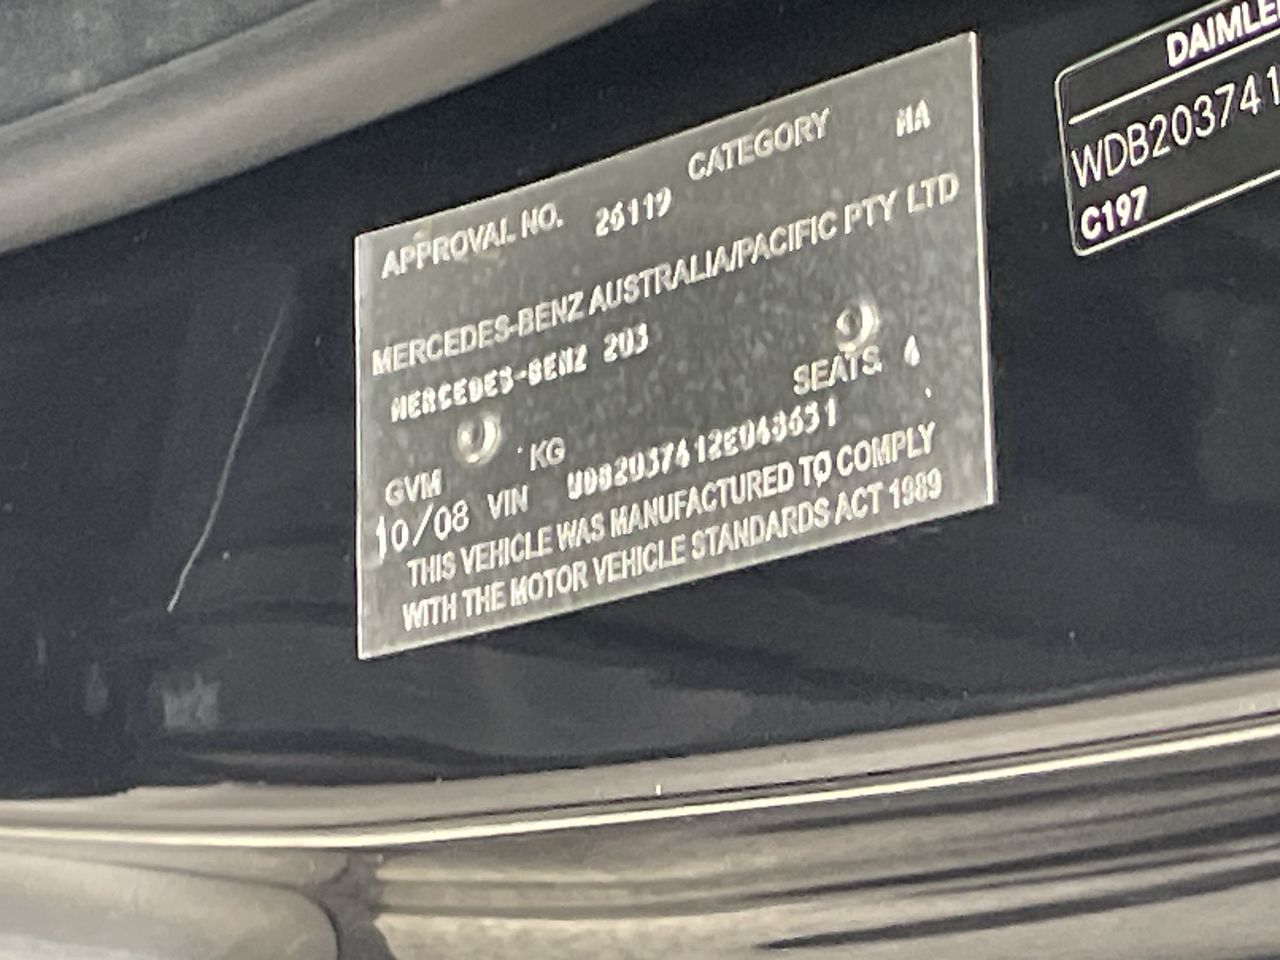 APPROVAL NO. 26119 CATEGORY MA
MERCEDES-BENZ AUSTRALIA/PACIFIC PTY LTD
MERCEDES-BENZ 203
SEATS 4
GVM KG
10/08 VIN WDB2037412E048631
THIS VEHICLE WAS MANUFACTURED TO COMPLY
WITH THE MOTOR VEHICLE STANDARDS ACT 1989
DAIMLE
WDB203741
C197